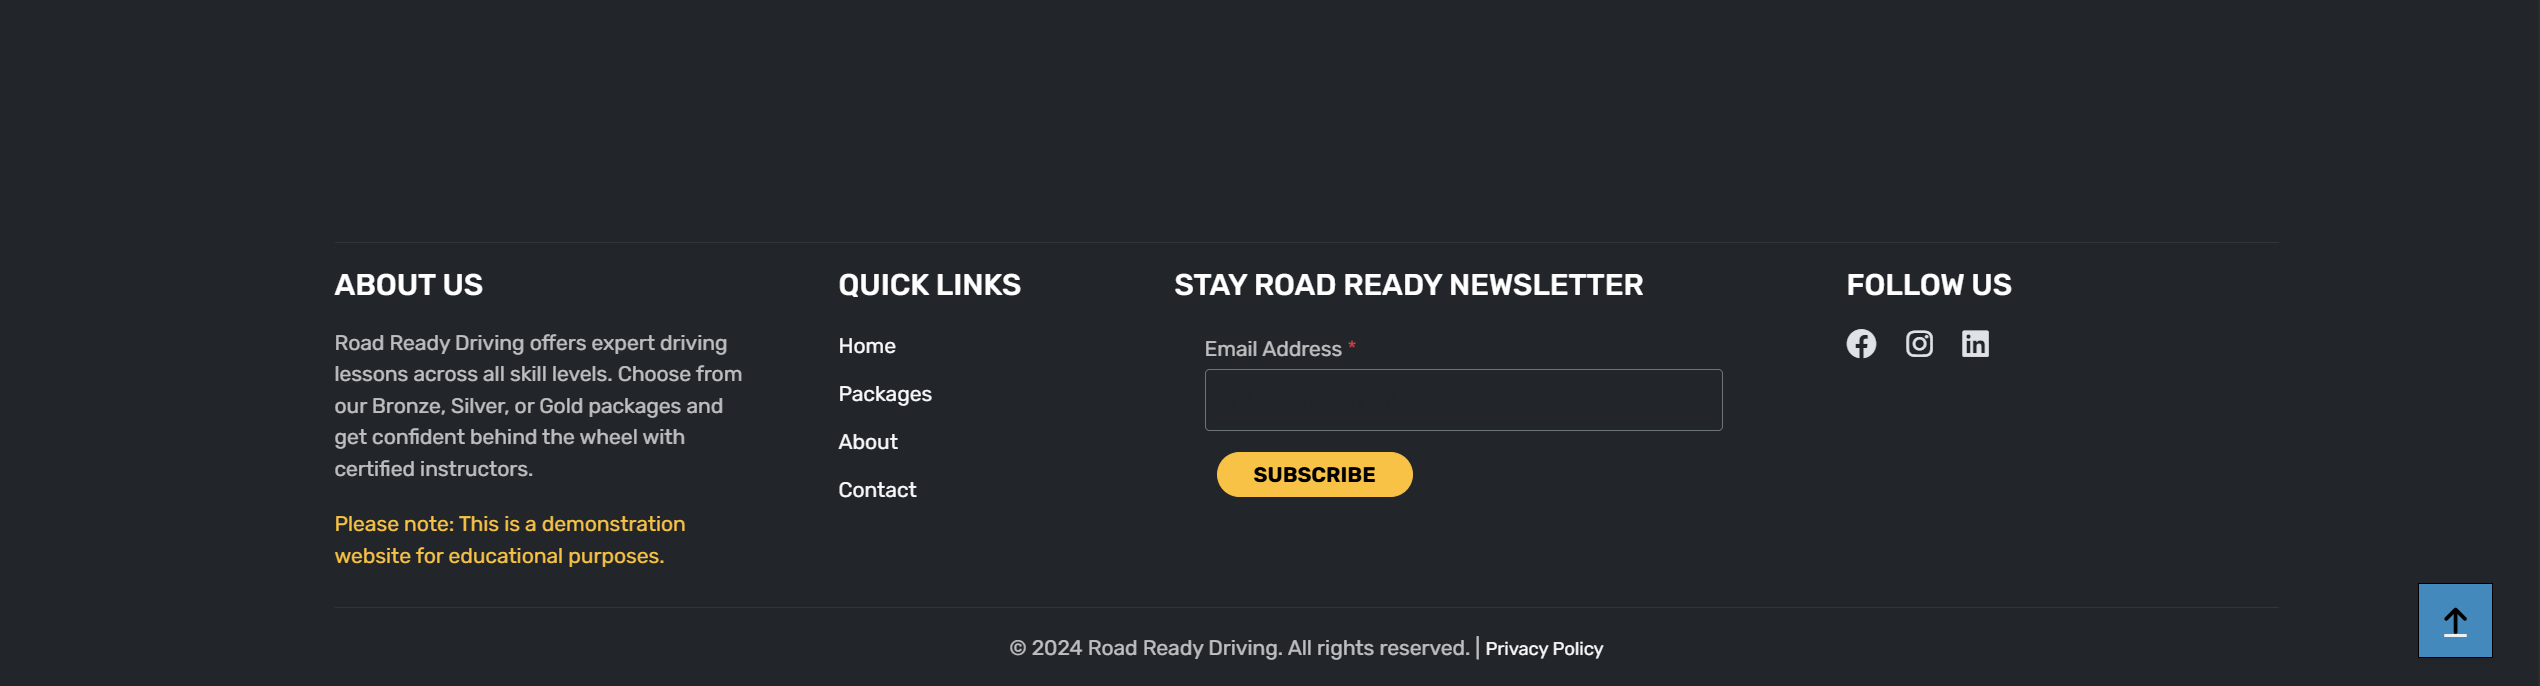 ABOUT US
Road Ready Driving offers expert driving
lessons across all skill levels. Choose from
our Bronze, Silver, or Gold packages and
get confident behind the wheel with
certified instructors.
Please note: This is a demonstration
website for educational purposes.
QUICK LINKS
Home
Packages
About
Contact
STAY ROAD READY NEWSLETTER
Email Address *
SUBSCRIBE
FOLLOW US
© 2024 Road Ready Driving. All rights reserved. | Privacy Policy